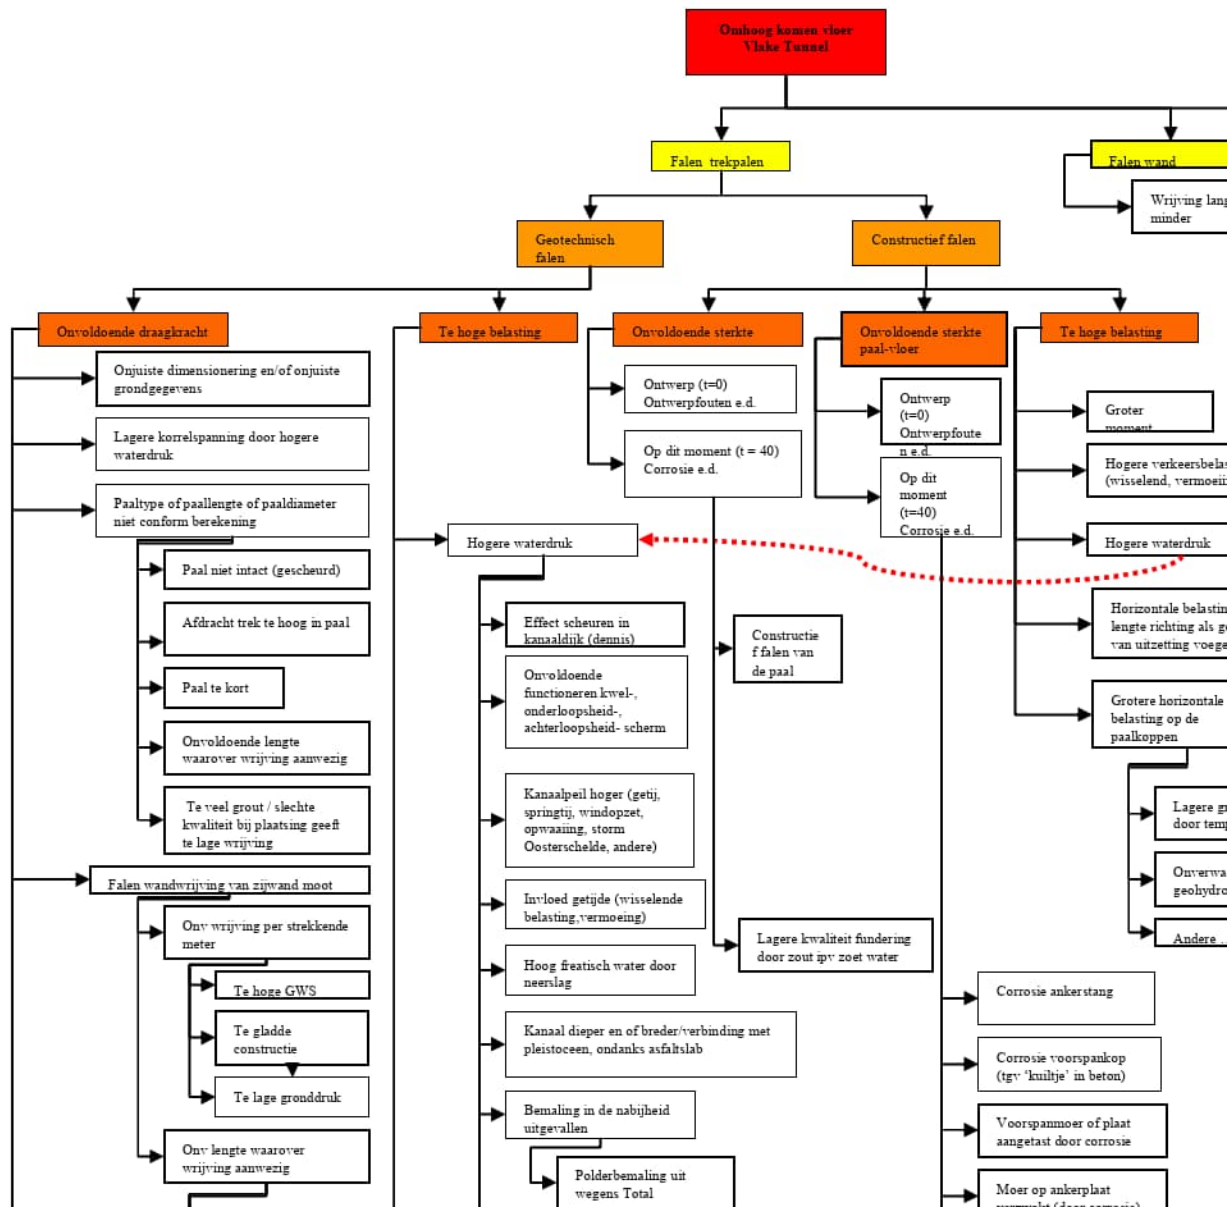 Omhoog komen vloer
Vlake Tunnel
Falen trekpalen
Falen wand
Wrijving lang
minder
Geotechnisch
falen
Constructief falen
Onvoldoende draagkracht
Te hoge belasting
Onvoldoende sterkte
Onvoldoende sterkte
paal-vloer
Te hoge belasting
Onjuiste dimensionering en/of onjuiste
grondgegevens
Lagere korrelspanning door hogere
waterdruk
Paaltype of paallengte of paaldiameter
niet conform berekening
Paal niet intact (gescheurd)
Afdracht trek te hoog in paal
Paal te kort
Onvoldoende lengte
waarover wrijving aanwezig
Te veel grout / slechte
kwaliteit bij plaatsing geeft
te lage wrijving
Falen wandwrijving van zijwand moot
Onv wrijving per strekkende
meter
Te hoge GWS
Te gladde
constructie
Te lage gronddruk
Onv lengte waarover
wrijving aanwezig
Hogere waterdruk
Effect scheuren in
kanaaldijk (dennis)
Onvoldoende
functioneren kwel-,
onderloopsheid-,
achterloopsheid- scherm
Kanaalpeil hoger (getij,
springtij, windopzet,
opwaaiing, storm
Oosterschelde, andere)
Invloed getijde (wisselende
belasting,vermoeing)
Hoog freatisch water door
neerslag
Kanaal dieper en of breder/verbinding met
pleistoceen, ondanks asfaltslab
Bemaling in de nabijheid
uitgevallen
Polderbemaling uit
wegens Total
Ontwerp (t=0)
Ontwerpfouten e.d.
Op dit moment (t = 40)
Corrosie e.d.
Constructie
f falen van
de paal
Lagere kwaliteit fundering
door zout ipv zoet water
Ontwerp
(t=0)
Ontwerpfoute
n e.d.
Op dit
moment
(t=40)
Corrosie e.d.
Corrosie ankerstang
Corrosie voorspankop
(tgv ‘kuiltje’ in beton)
Voorspanmoer of plaat
aangetast door corrosie
Moer op ankerplaat
Groter
moment
Hogere verkeersbelas
(wisselend, vermoeii
Hogere waterdruk
Horizontale belastin
lengte richting als ge
van uitzetting voege
Grotere horizontale
belasting op de
paalkoppen
Lagere gr
door temp
Onverwa
geohydro
Andere ..